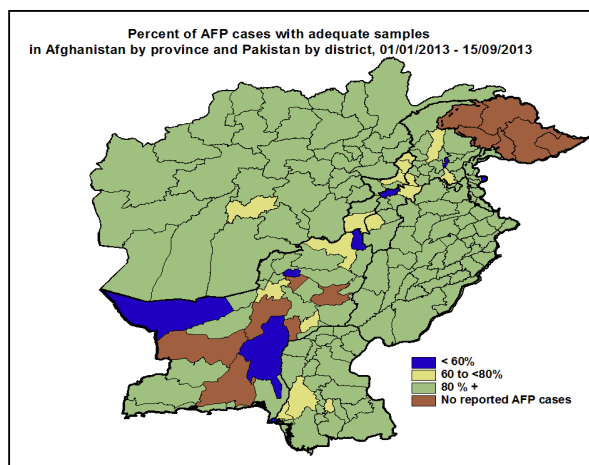 Percent of AFP cases with adequate samples
in Afghanistan by province and Pakistan by district, 01/01/2013 - 15/09/2013
< 60%
60 to <80%
80 % +
No reported AFP cases